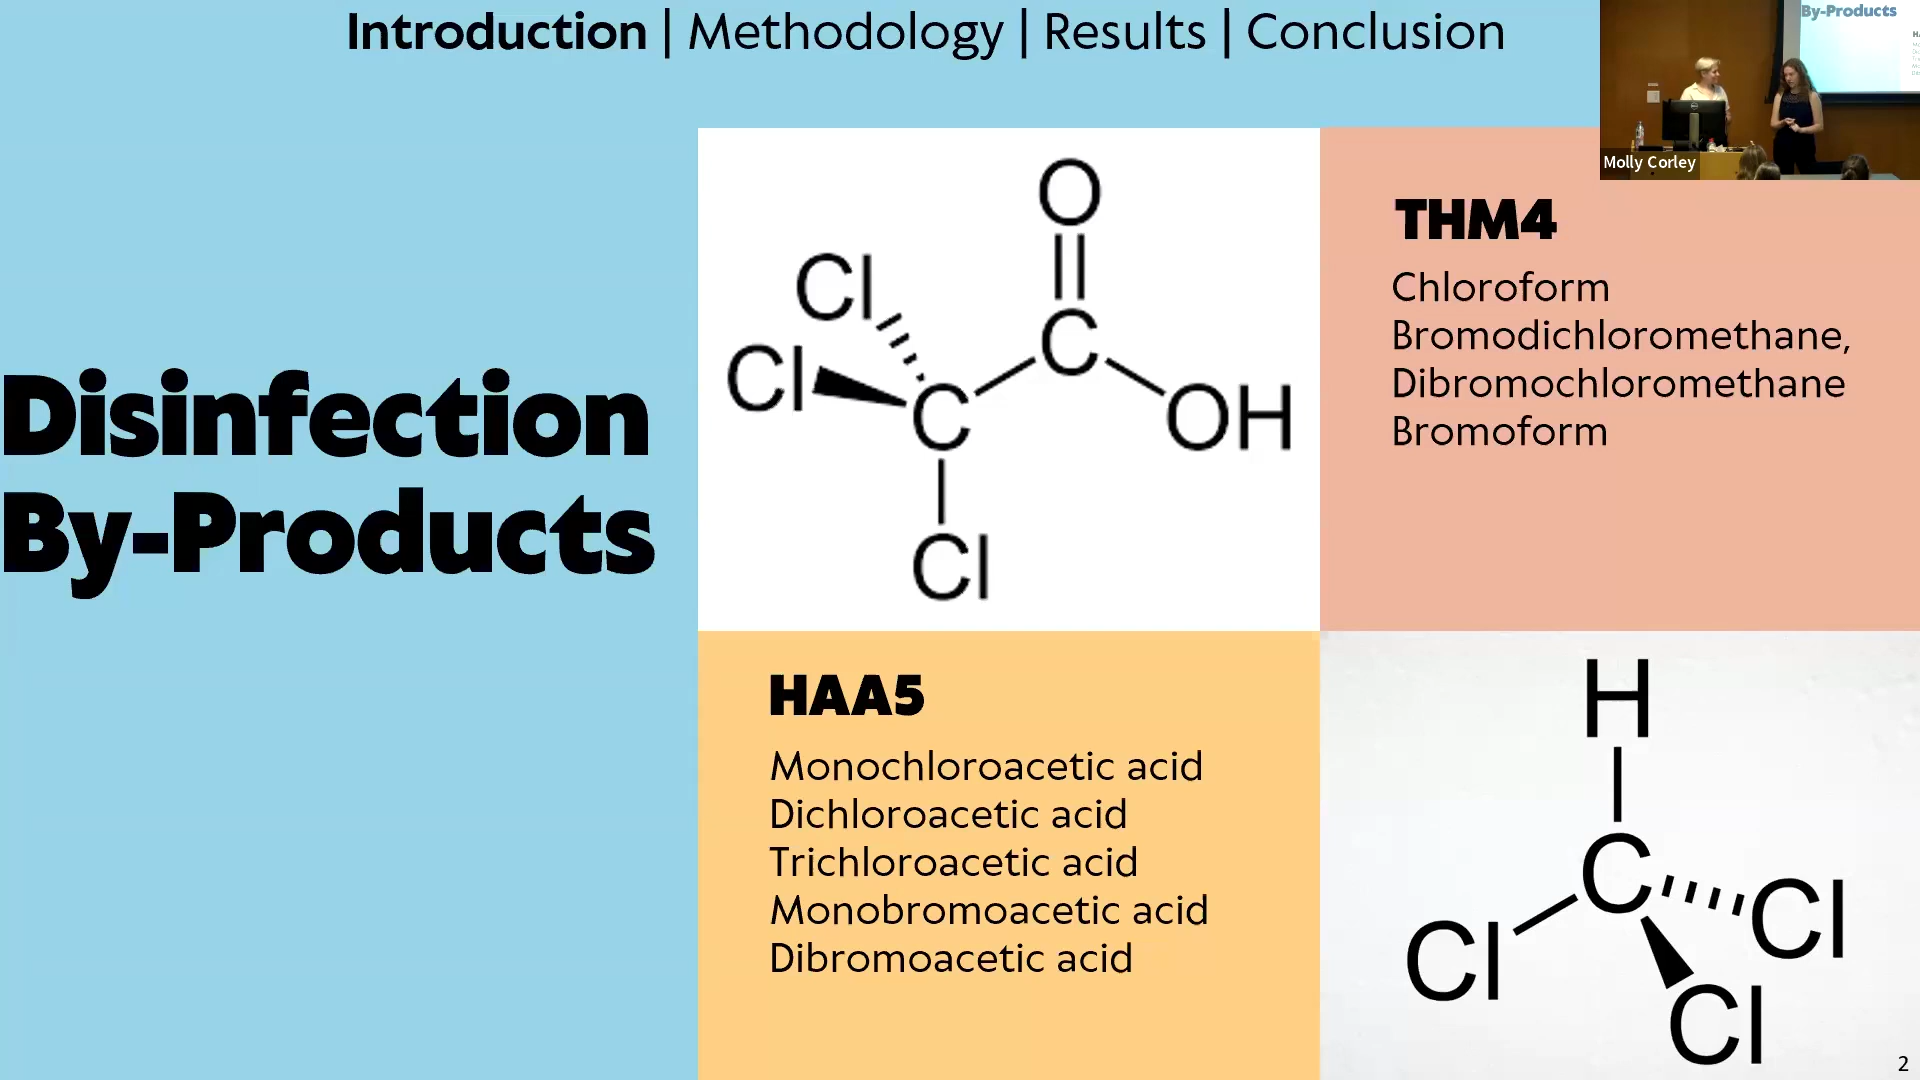 Introduction | Methodology | Results | Conclusion
By-Products
Molly Corley
Disinfection
By-Products
O
Cl
Cl
C
C
OH
Cl
THM4
Chloroform
Bromodichloromethane,
Dibromochloromethane
Bromoform
HAA5
Monochloroacetic acid
Dichloroacetic acid
Trichloroacetic acid
Monobromoacetic acid
Dibromoacetic acid
H
C
Cl
Cl
Cl
2